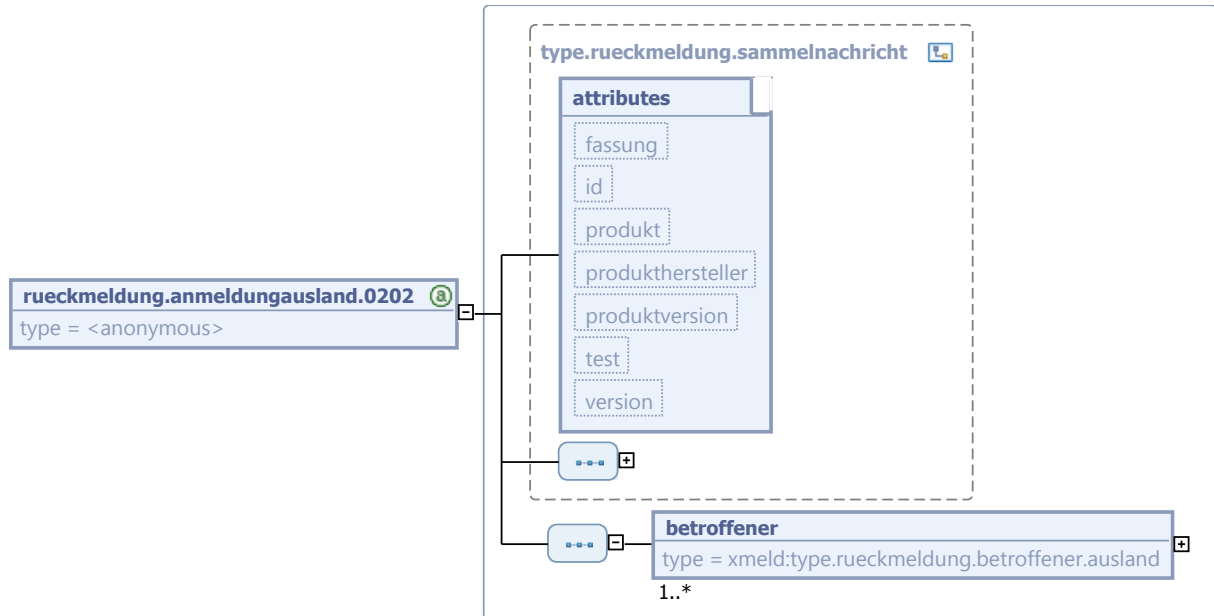 type.rueckmeldung.sammelnachricht
attributes
fassung
id
produkt
produkthersteller
produktversion
test
version
rueckmeldung.anmeldungausland.0202 a
type = <anonymous>
betroffener
type = xmeld:type.rueckmeldung.betroffener.ausland
1..*